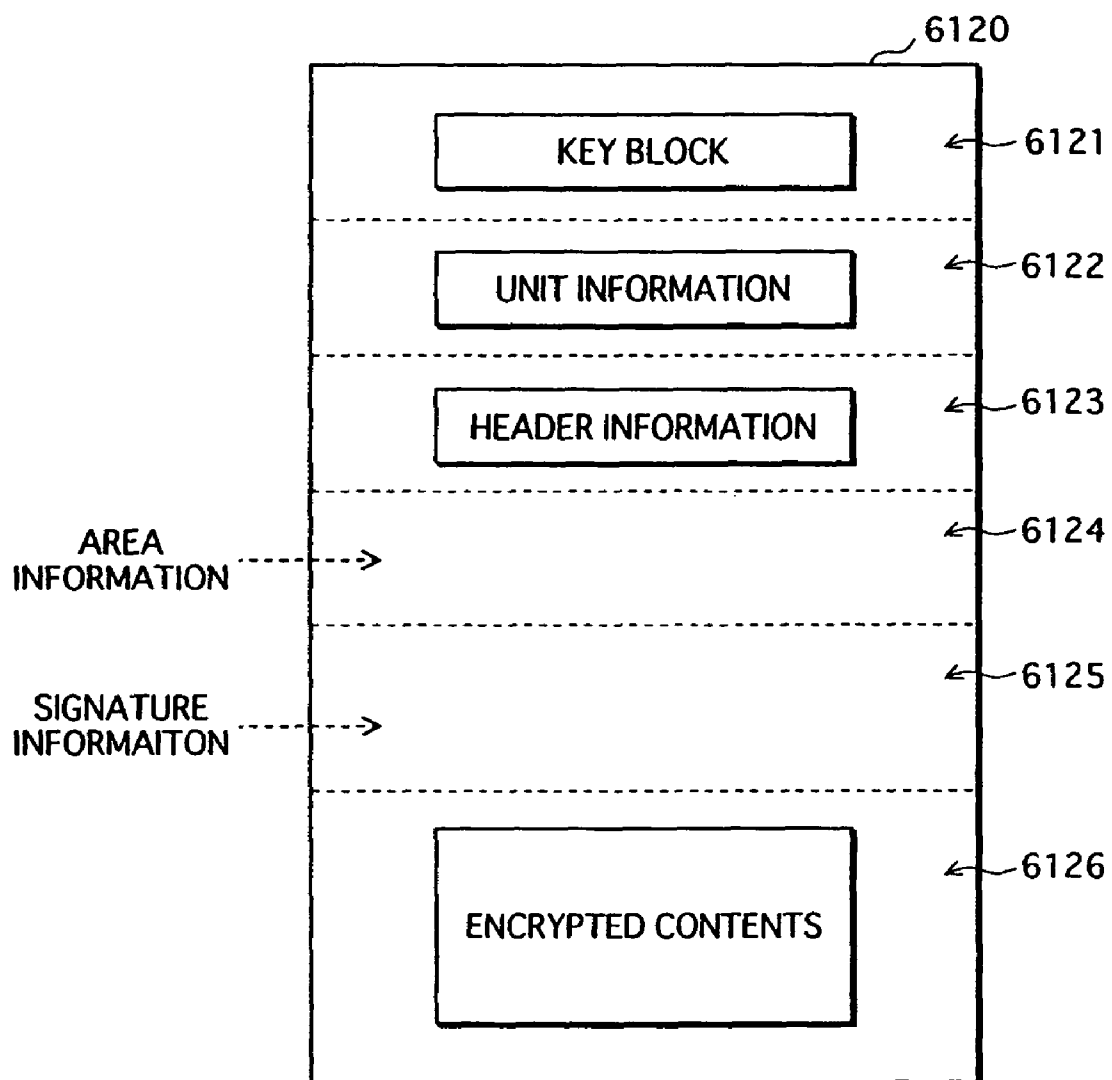 6120
KEY BLOCK
6121
UNIT INFORMATION
6122
HEADER INFORMATION
6123
AREA
INFORMATION
6124
SIGNATURE
INFORMAITON
6125
ENCRYPTED CONTENTS
6126